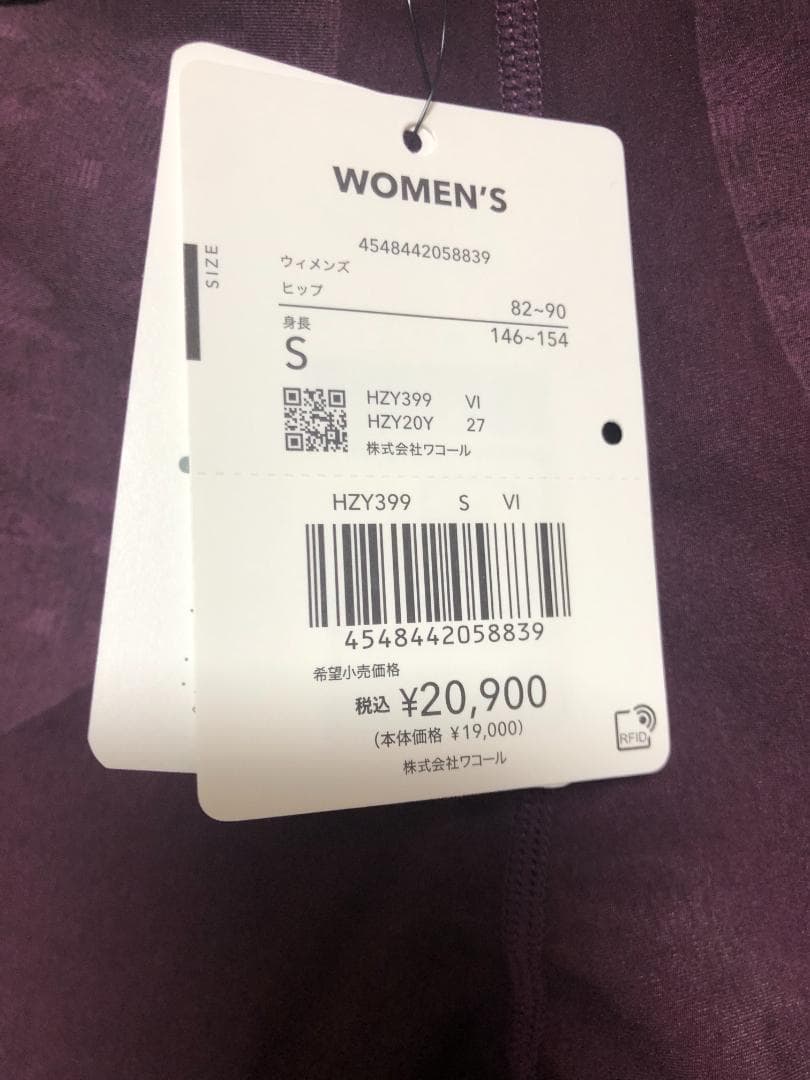 WOMEN'S
SIZE
4548442058839
ウィメンズ
ヒップ 82~90
身長 146~154
S
HZY399 VI
HZY20Y 27
株式会社ワコール
HZY399 S VI
4548442058839
希望小売価格
税込 ¥20,900
(本体価格 ¥19,000)
株式会社ワコール
RFID